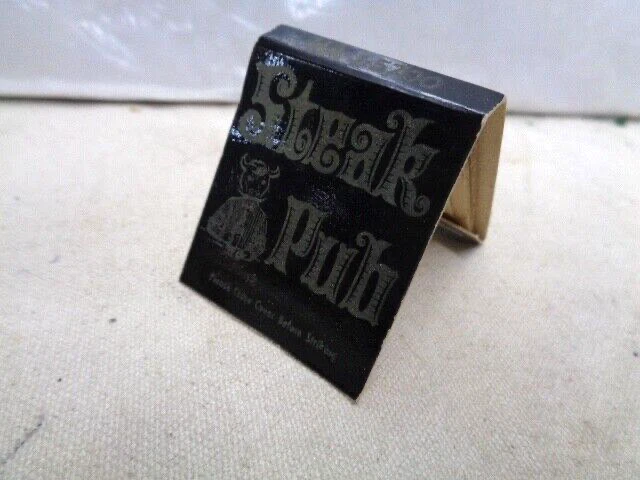 Steak
Pub
Please Close Cover Before Striking